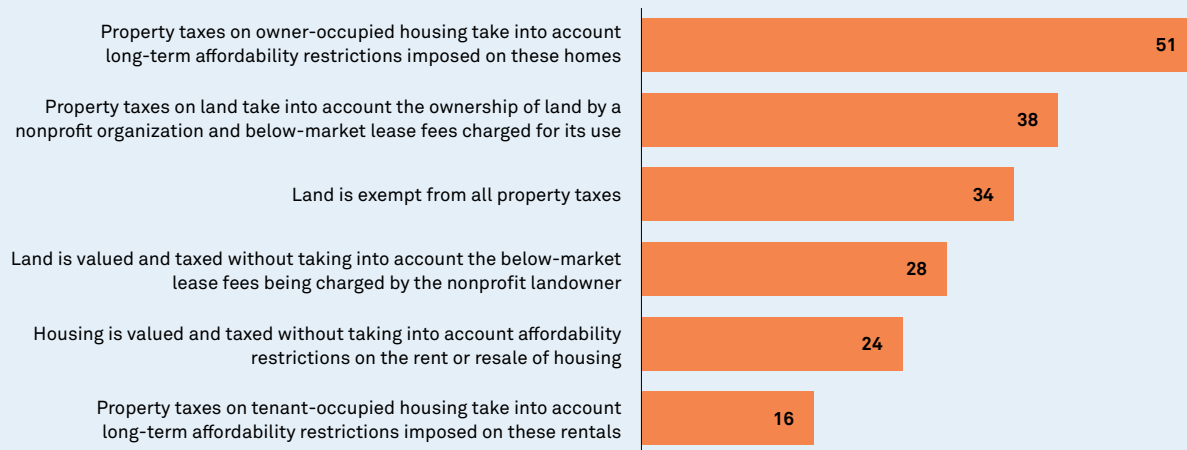 Property taxes on owner-occupied housing take into account
long-term affordability restrictions imposed on these homes
51
Property taxes on land take into account the ownership of land by a
nonprofit organization and below-market lease fees charged for its use
38
Land is exempt from all property taxes
34
Land is valued and taxed without taking into account the below-market
lease fees being charged by the nonprofit landowner
28
Housing is valued and taxed without taking into account affordability
restrictions on the rent or resale of housing
24
Property taxes on tenant-occupied housing take into account
long-term affordability restrictions imposed on these rentals
16